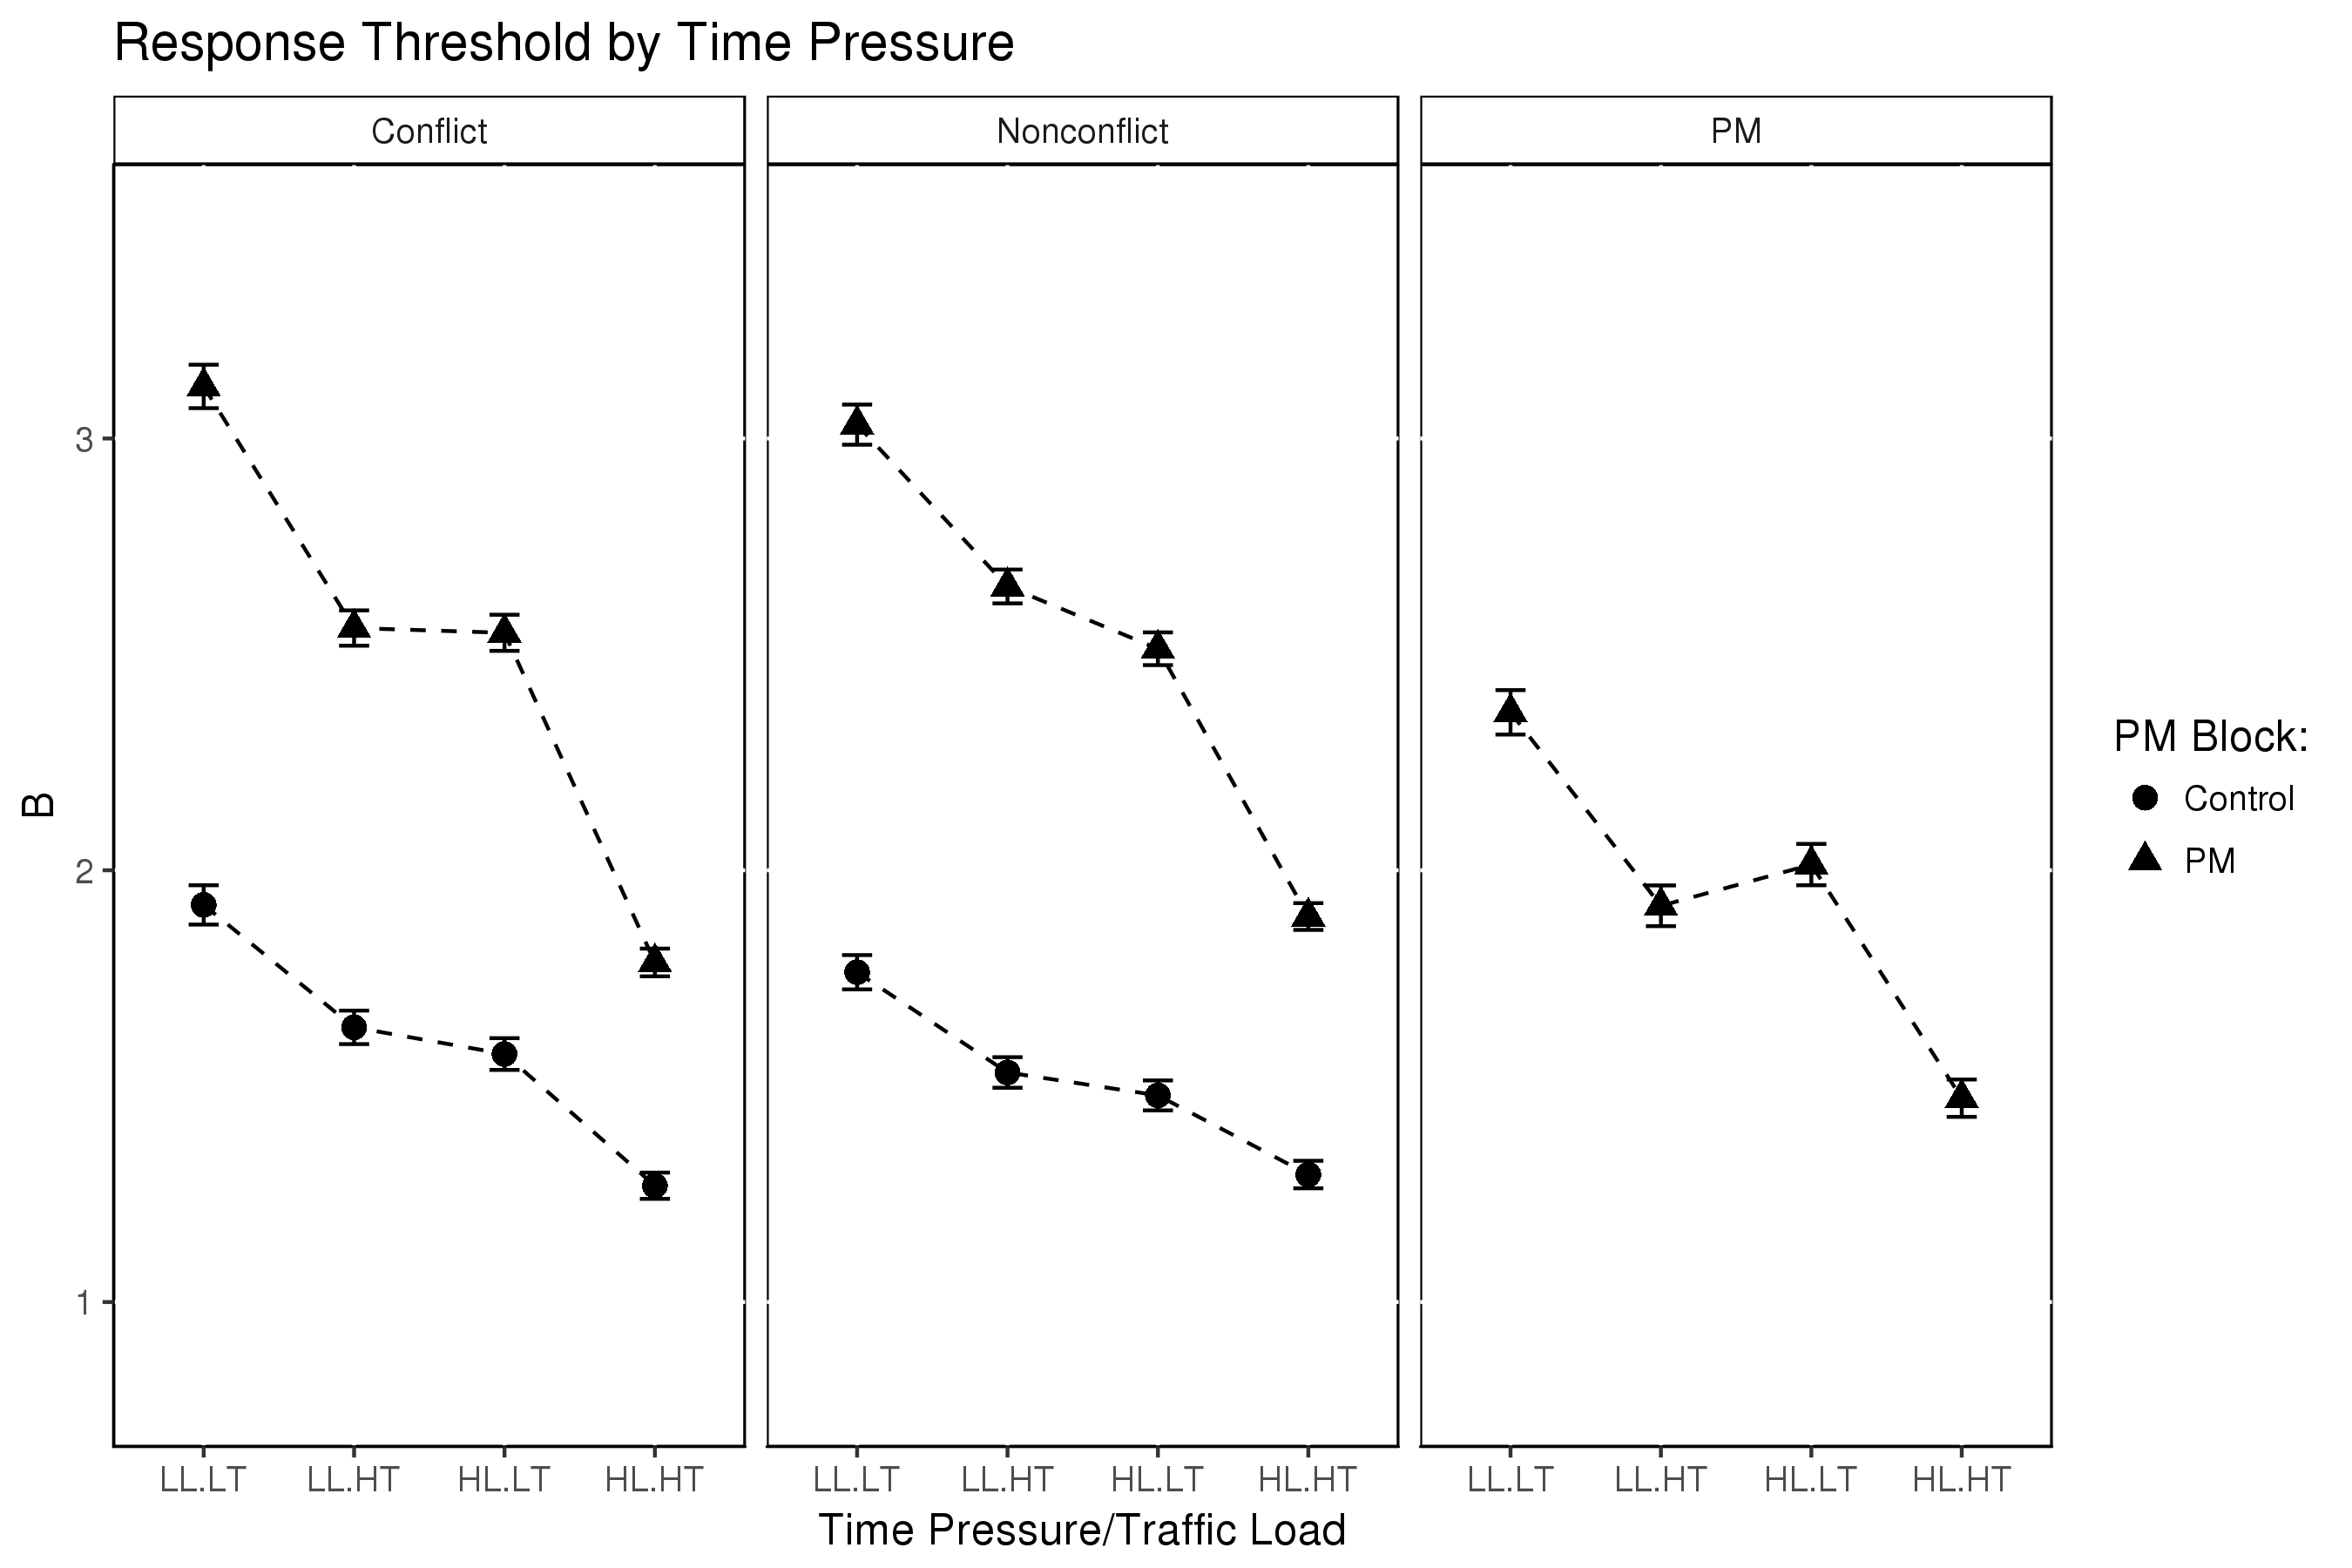 Response Threshold by Time Pressure
Conflict
Nonconflict
PM
B
3
2
1
LL.LT LL.HT HL.LT HL.HT
LL.LT LL.HT HL.LT HL.HT
LL.LT LL.HT HL.LT HL.HT
Time Pressure/Traffic Load
PM Block:
Control
PM